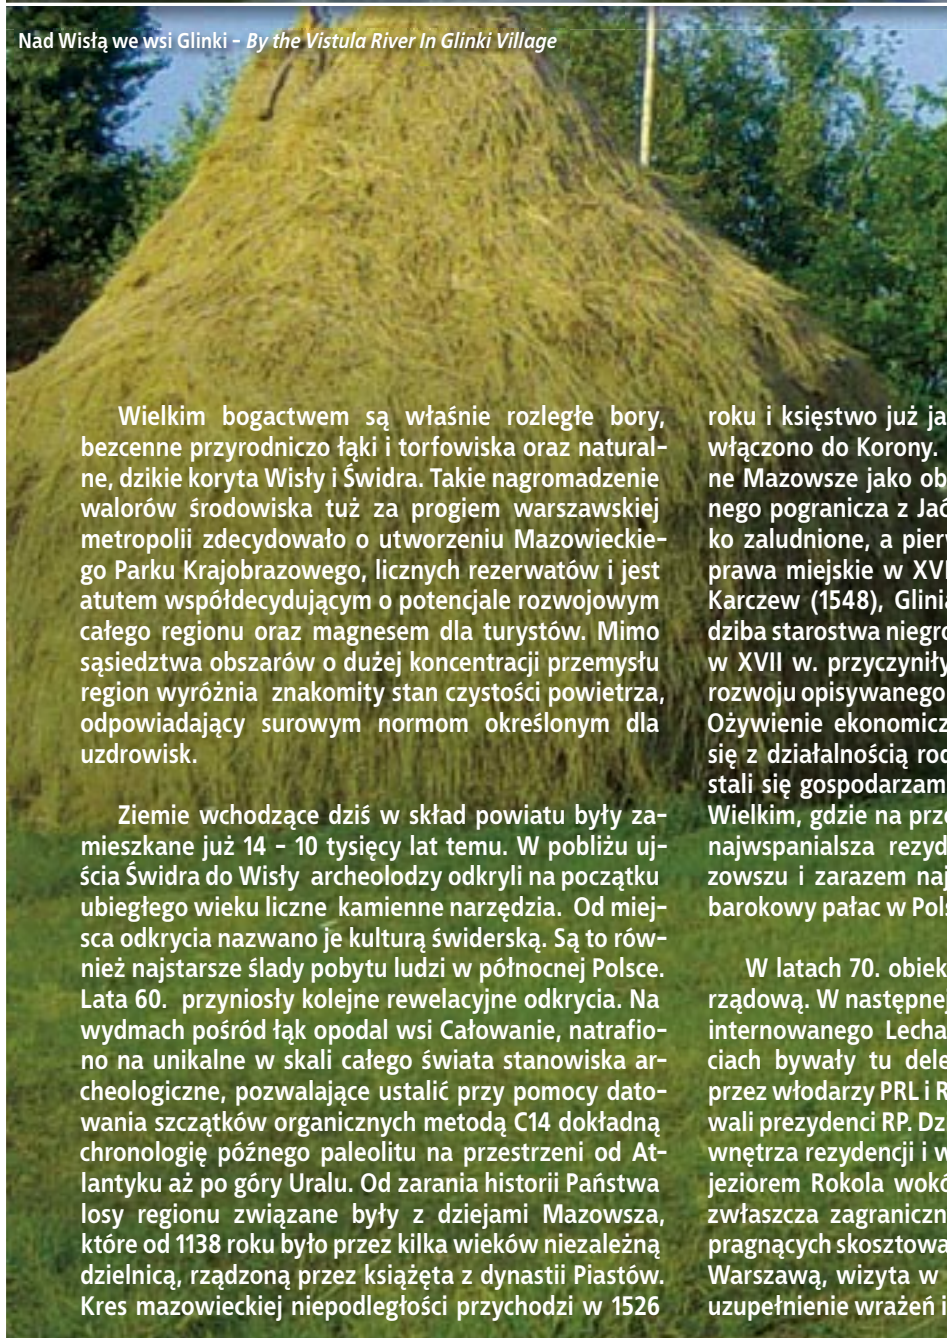 Nad Wisłą we wsi Glinki – By the Vistula River In Glinki Village
Wielkim bogactwem są właśnie rozległe bory,
bezcenne przyrodniczo łąki i torfowiska oraz natural-
ne, dzikie koryta Wisły i Świdra. Takie nagromadzenie
walorów środowiska tuż za progiem warszawskiej
metropolii zdecydowało o utworzeniu Mazowieckie-
go Parku Krajobrazowego, licznych rezerwatów i jest
atutem współdecydującym o potencjale rozwojowym
całego regionu oraz magnesem dla turystów. Mimo
sąsiedztwa obszarów o dużej koncentracji przemysłu
region wyróżnia znakomity stan czystości powietrza,
odpowiadający surowym normom określonym dla
uzdrowisk.
Ziemie wchodzące dziś w skład powiatu były za-
mieszkane już 14 – 10 tysięcy lat temu. W pobliżu uj-
ścia Świdra do Wisły archeolodzy odkryli na początku
ubiegłego wieku liczne kamienne narzędzia. Od miej-
sca odkrycia nazwano je kulturą świderską. Są to rów-
nież najstarsze ślady pobytu ludzi w północnej Polsce.
Lata 60. przyniosły kolejne rewelacyjne odkrycia. Na
wydmach pośród łąk opodal wsi Całowanie, natrafio-
no na unikalne w skali całego świata stanowiska ar-
cheologiczne, pozwalające ustalić przy pomocy dato-
wania szczątków organicznych metodą C14 dokładną
chronologię późnego paleolitu na przestrzeni od At-
lantyku aż po góry Uralu. Od zarania historii Państwa
losy regionu związane były z dziejami Mazowsza,
które od 1138 roku było przez kilka wieków niezależną
dzielnicą, rządzoną przez książęta z dynastii Piastów.
Kres mazowieckiej niepodległości przychodzi w 1526
roku i księstwo już ja
włączono do Korony.
ne Mazowsze jako ob
nego pogranicza z Jać
ko zaludnione, a pierw
prawa miejskie w XVI
Karczew (1548), Glinia
dziba starostwa niegro
w XVII w. przyczyniły
rozwoju opisywanego
Ożywienie ekonomicz
się z działalnością rod
stali się gospodarzam
Wielkim, gdzie na prze
najwspanialsza rezyd
zowszu i zarazem naj
barokowy pałac w Pols
W latach 70. obiek
rządową. W następnej
internowanego Lecha
ciach bywały tu dele
przez włodarzy PRL i R
wali prezydenci RP. Dz
wnętrza rezydencji i w
jeziorem Rokola wokó
zwłaszcza zagraniczn
pragnących skosztowa
Warszawą, wizyta w
uzupełnienie wrażeń i